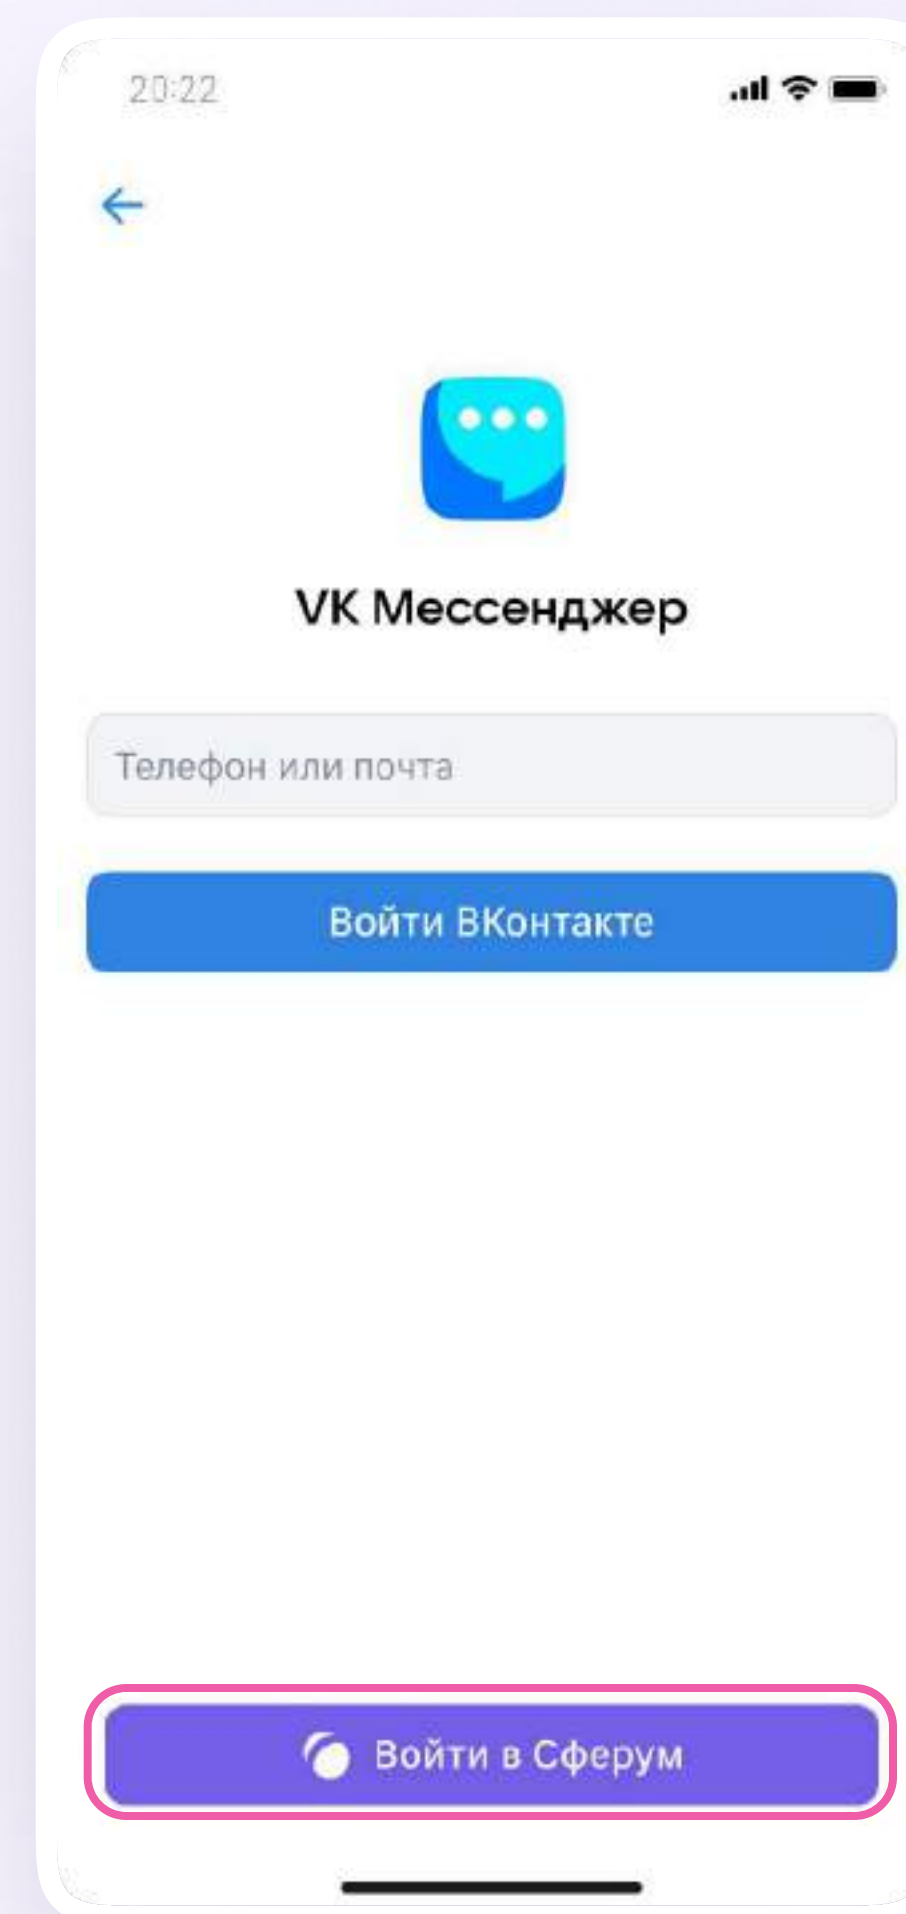 20:22
VK Мессенджер
Телефон или почта
Войти ВКонтакте
Войти в Сферум